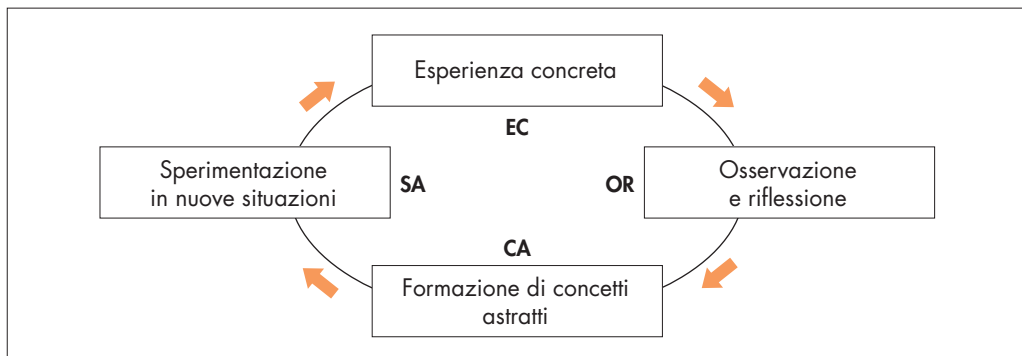 Esperienza concreta
EC
Sperimentazione
in nuove situazioni
SA
OR
Osservazione
e riflessione
CA
Formazione di concetti
astratti